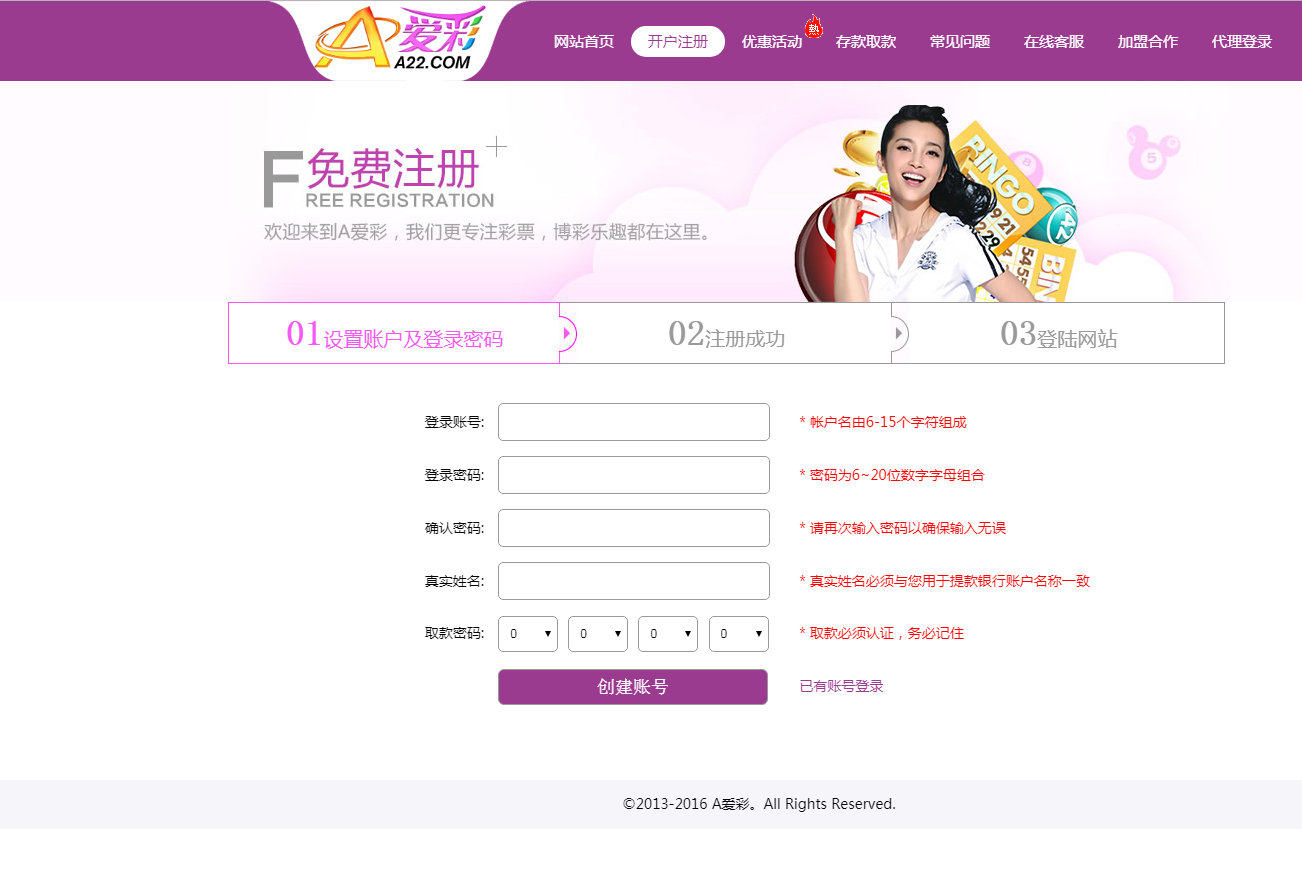 A爱彩
A22.COM
网站首页 开户注册 优惠活动 热 存款取款 常见问题 在线客服 加盟合作 代理登录
F免费注册
REE REGISTRATION
欢迎来到A爱彩，我们更专注彩票，博彩乐趣都在这里。
BINGO
8
5
42
01设置账户及登录密码 02注册成功 03登陆网站
登录账号: * 帐户名由6-15个字符组成
登录密码: * 密码为6~20位数字字母组合
确认密码: * 请再次输入密码以确保输入无误
真实姓名: * 真实姓名必须与您用于提款银行账户名称一致
取款密码: 0 0 0 0 * 取款必须认证，务必记住
创建账号 已有账号登录
©2013-2016 A爱彩。All Rights Reserved.